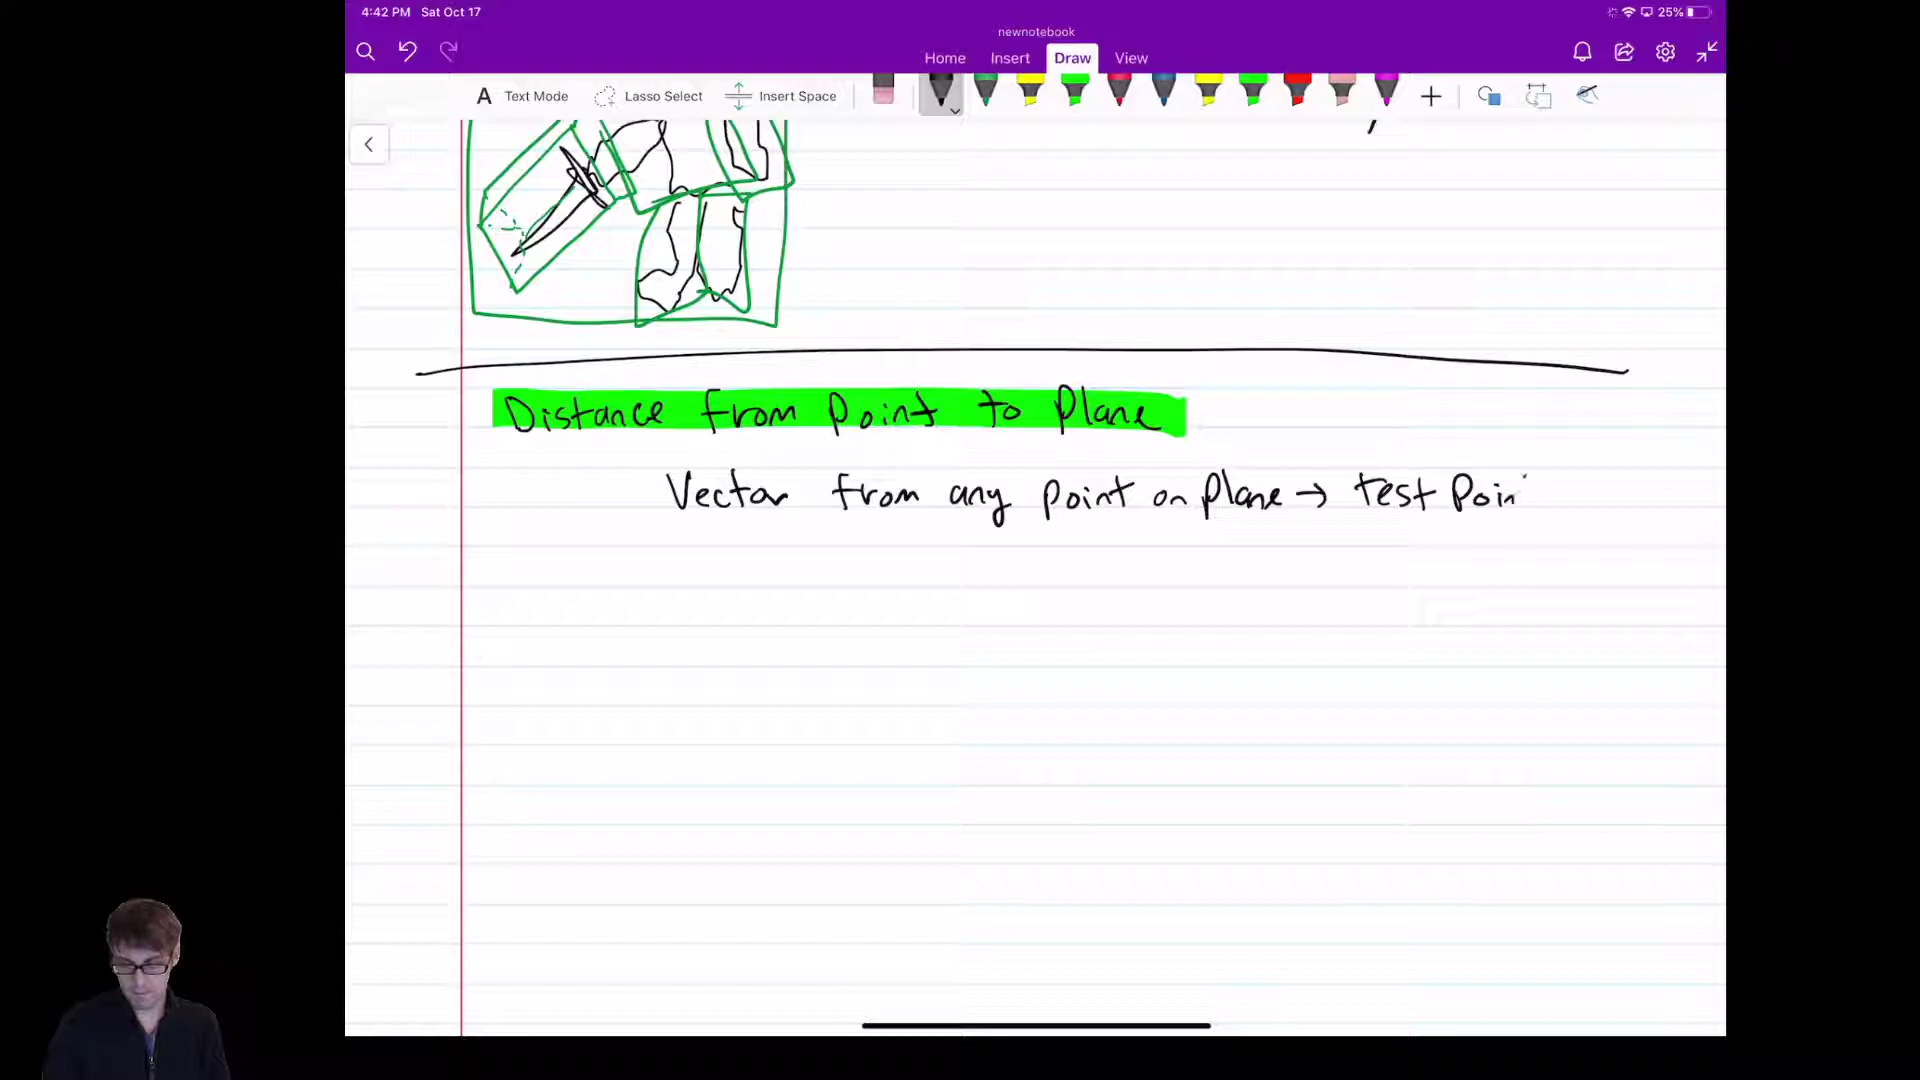 4:42 PM Sat Oct 17
25%
newnotebook
Home Insert Draw View
A Text Mode Lasso Select Insert Space
Distance from point to Plane
Vector from any point on plane → test Poin